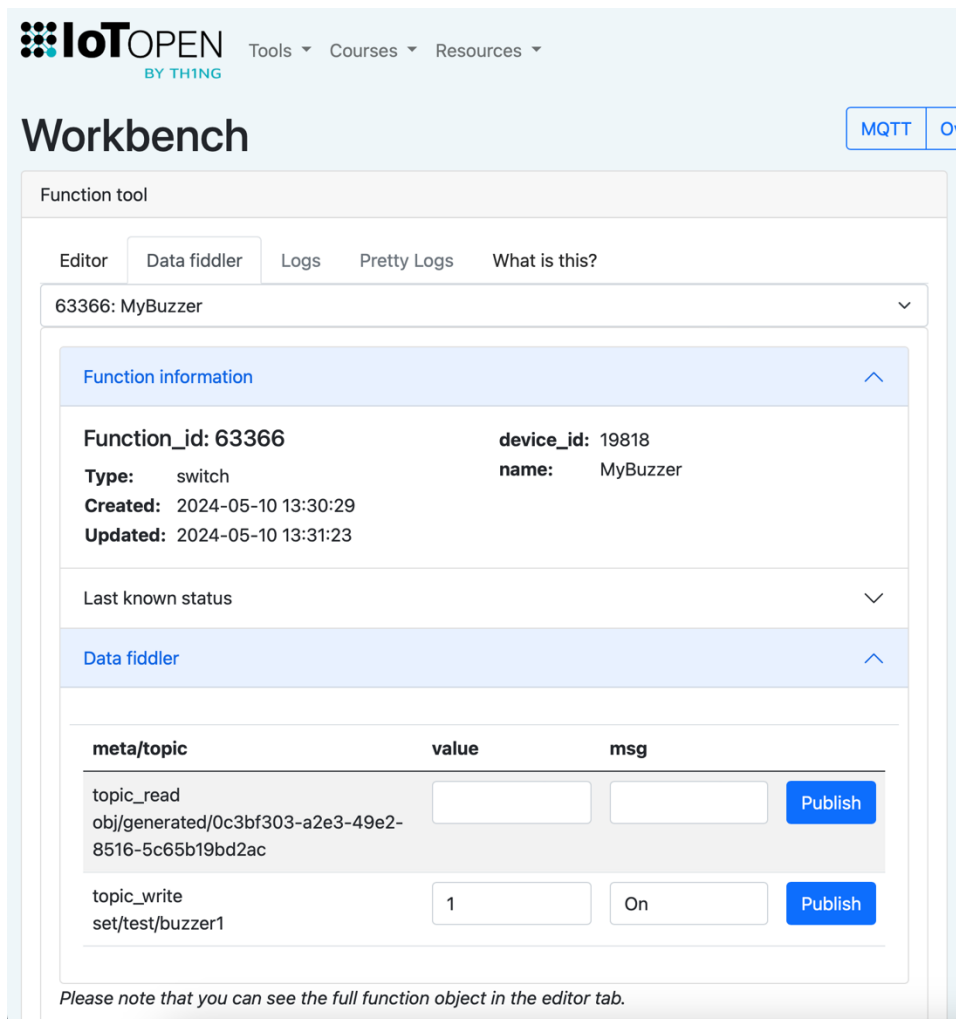 IoTOPEN
BY TH1NG
Tools Courses Resources
Workbench
MQTT
Function tool
Editor Data fiddler Logs Pretty Logs What is this?
63366: MyBuzzer
Function information
Function_id: 63366
Type: switch
Created: 2024-05-10 13:30:29
Updated: 2024-05-10 13:31:23
device_id: 19818
name: MyBuzzer
Last known status
Data fiddler
meta/topic value msg
topic_read
obj/generated/0c3bf303-a2e3-49e2-
8516-5c65b19bd2ac
Publish
topic_write
set/test/buzzer1
1 On Publish
Please note that you can see the full function object in the editor tab.